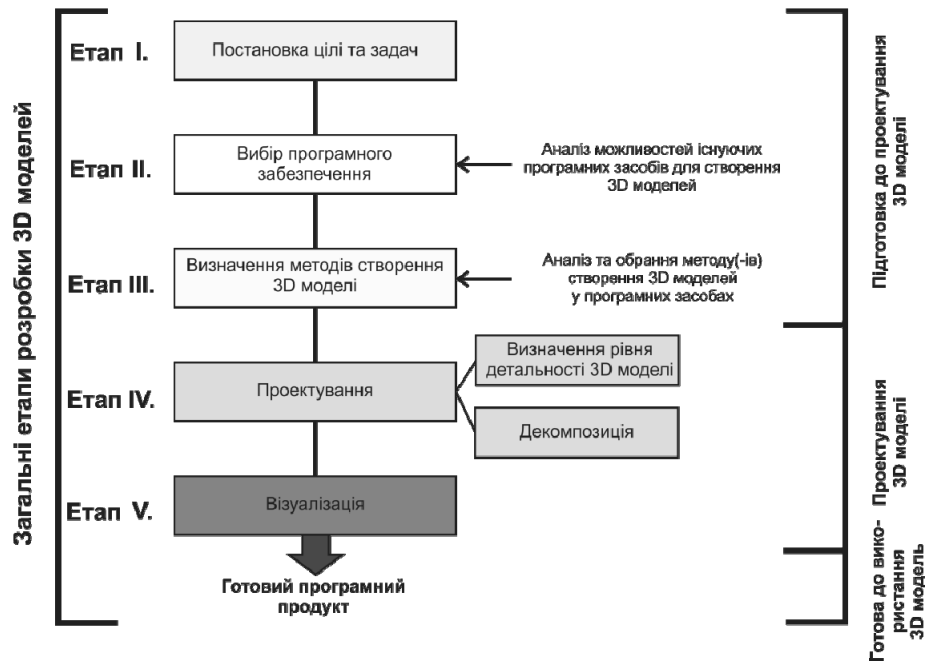 Загальні етапи розробки 3D моделей
Етап I.
Постановка цілі та задач
Етап II.
Вибір програмного
забезпечення
Аналіз можливостей існуючих
програмних засобів для створення
3D моделей
Етап III.
Визначення методів створення
3D моделі
Аналіз та обрання методу(-ів)
створення 3D моделей
у програмних засобах
Етап IV.
Проектування
Визначення рівня
детальності 3D моделі
Декомпозиція
Етап V.
Візуалізація
Готовий програмний
продукт
Підготовка до проектування
3D моделі
Проектування
3D моделі
Готова до вико-
ристання
3D модель